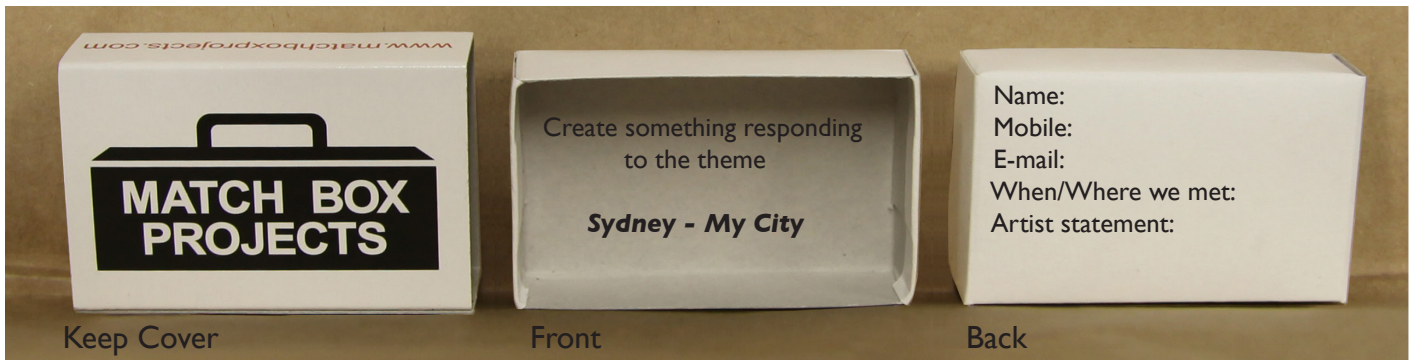 www.matchboxprojects.com
MATCH BOX
PROJECTS
Keep Cover
Create something responding
to the theme
Sydney - My City
Front
Name:
Mobile:
E-mail:
When/Where we met:
Artist statement:
Back